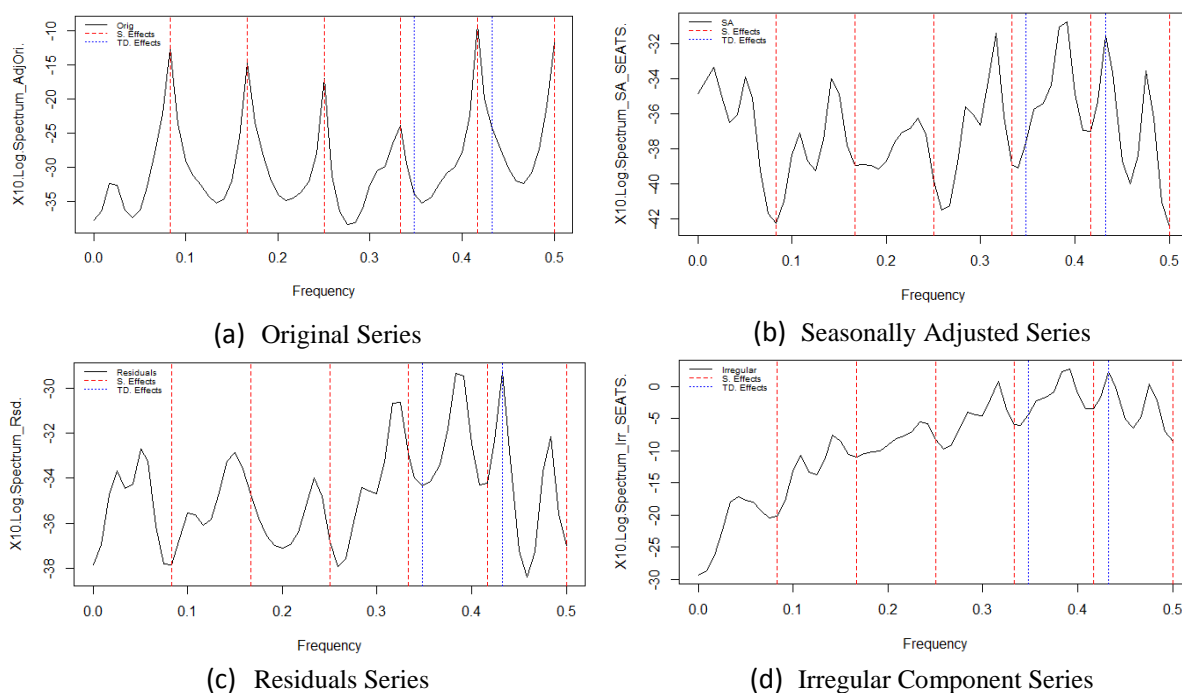 Orig
S. Effects
TD. Effects
X10.Log.Spectrum_AdjOri.
-10
-15
-20
-25
-30
-35
0.0 0.1 0.2 0.3 0.4 0.5
Frequency
(a) Original Series
SA
S. Effects
TD. Effects
X10.Log.Spectrum_SA_SEATS.
-32
-34
-36
-38
-40
-42
0.0 0.1 0.2 0.3 0.4 0.5
Frequency
(b) Seasonally Adjusted Series
Residuals
S. Effects
TD. Effects
X10.Log.Spectrum_Rsd.
-30
-32
-34
-36
-38
0.0 0.1 0.2 0.3 0.4 0.5
Frequency
(c) Residuals Series
Irregular
S. Effects
TD. Effects
X10.Log.Spectrum_Irr_SEATS.
0
-5
-10
-15
-20
-25
-30
0.0 0.1 0.2 0.3 0.4 0.5
Frequency
(d) Irregular Component Series